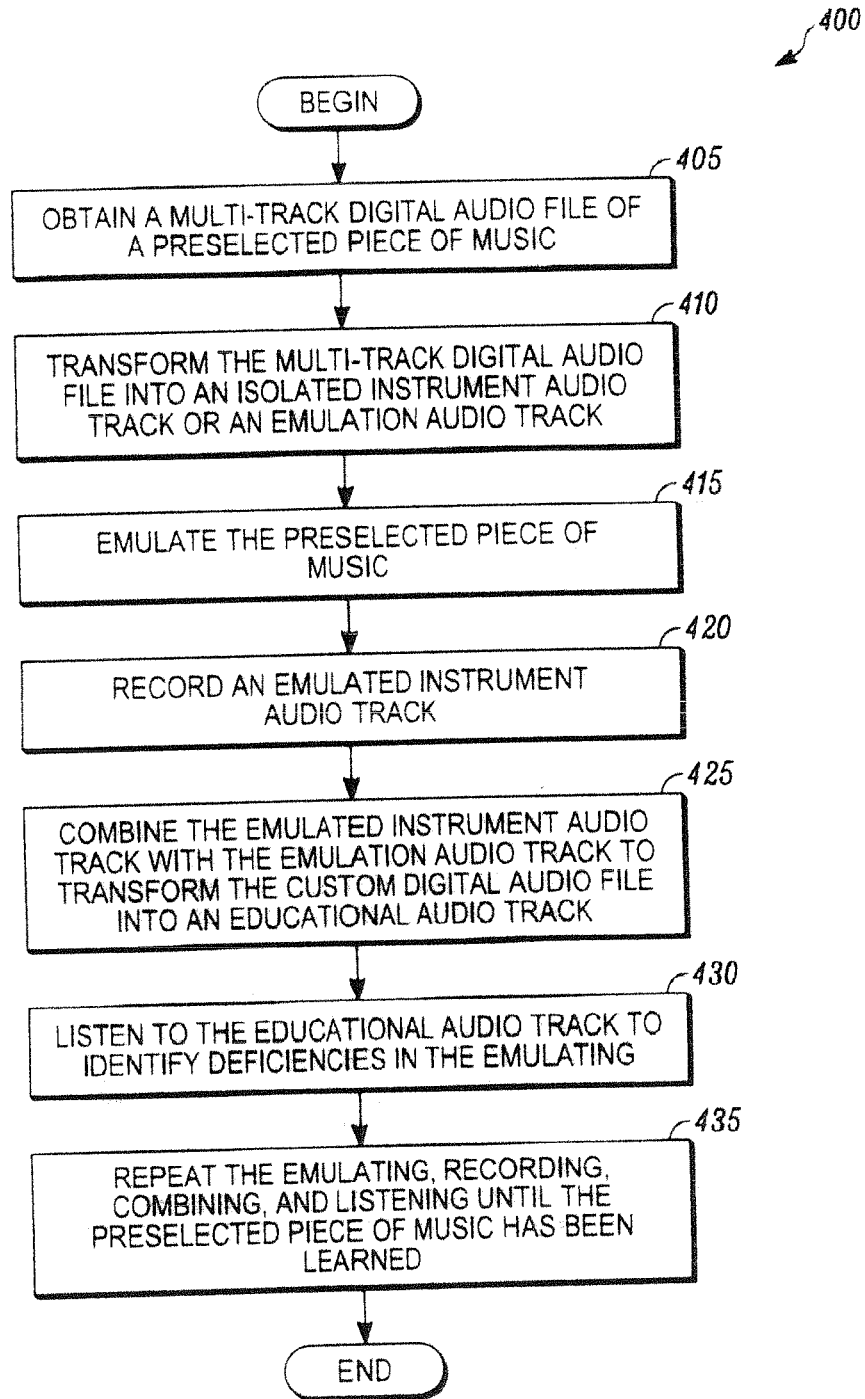 400
BEGIN
405
OBTAIN A MULTI-TRACK DIGITAL AUDIO FILE OF
A PRESELECTED PIECE OF MUSIC
410
TRANSFORM THE MULTI-TRACK DIGITAL AUDIO
FILE INTO AN ISOLATED INSTRUMENT AUDIO
TRACK OR AN EMULATION AUDIO TRACK
415
EMULATE THE PRESELECTED PIECE OF
MUSIC
420
RECORD AN EMULATED INSTRUMENT
AUDIO TRACK
425
COMBINE THE EMULATED INSTRUMENT AUDIO
TRACK WITH THE EMULATION AUDIO TRACK TO
TRANSFORM THE CUSTOM DIGITAL AUDIO FILE
INTO AN EDUCATIONAL AUDIO TRACK
430
LISTEN TO THE EDUCATIONAL AUDIO TRACK TO
IDENTIFY DEFICIENCIES IN THE EMULATING
435
REPEAT THE EMULATING, RECORDING,
COMBINING, AND LISTENING UNTIL THE
PRESELECTED PIECE OF MUSIC HAS BEEN
LEARNED
END